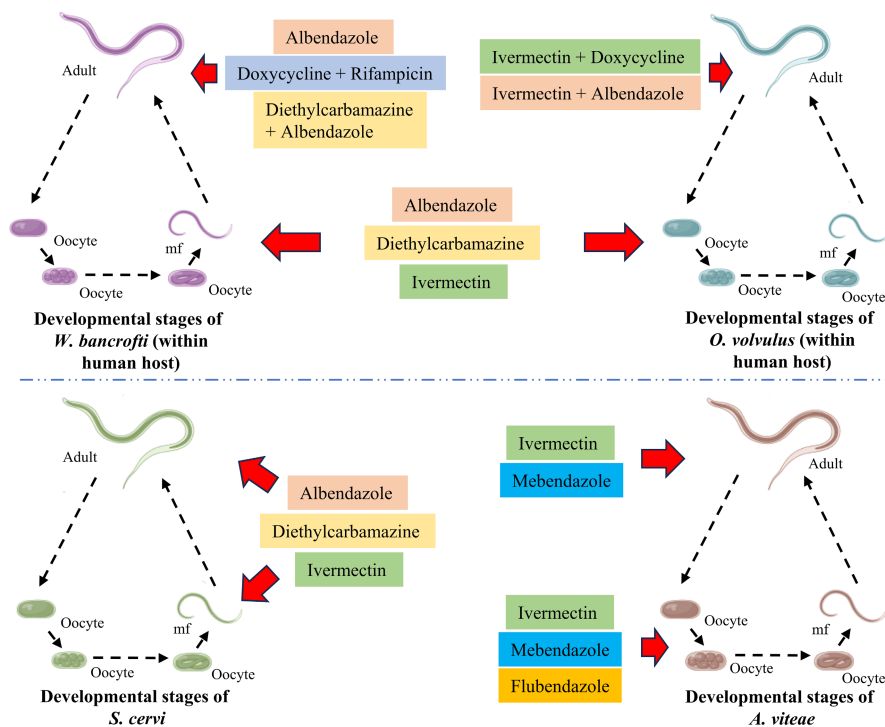 Albendazole
Doxycycline + Rifampicin
Diethylcarbamazine
+ Albendazole
Adult
Oocyte
mf
Oocyte
Oocyte
Developmental stages of
W. bancrofti (within
human host)
Ivermectin + Doxycycline
Ivermectin + Albendazole
Adult
Albendazole
Diethylcarbamazine
Ivermectin
Oocyte
mf
Oocyte
Oocyte
Developmental stages of
O. volvulus (within
human host)
Adult
Albendazole
Diethylcarbamazine
Ivermectin
Oocyte
mf
Oocyte
Oocyte
Developmental stages of
S. cervi
Ivermectin
Mebendazole
Adult
Ivermectin
Mebendazole
Flubendazole
Oocyte
mf
Oocyte
Oocyte
Developmental stages of
A. viteae